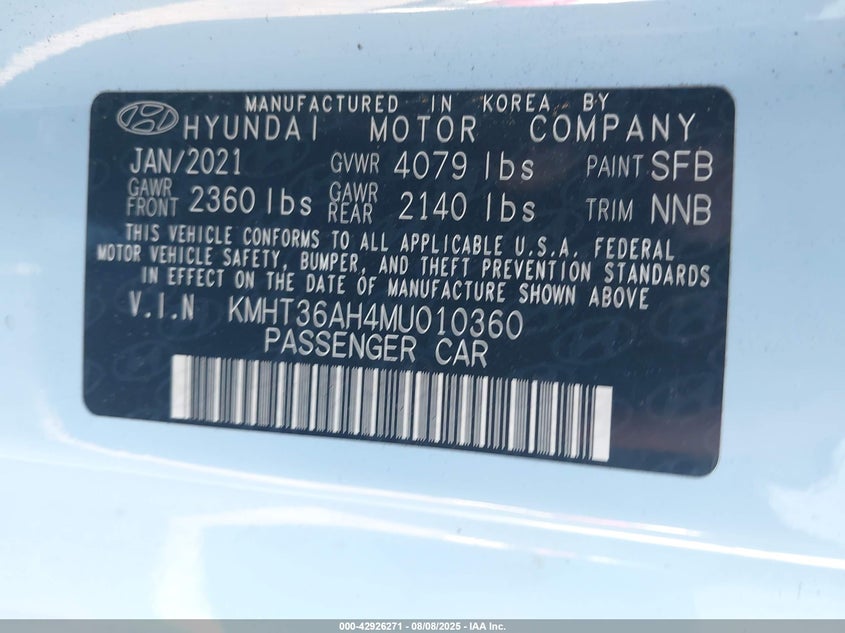 MANUFACTURED IN KOREA BY
HYUNDAI MOTOR COMPANY
JAN/2021 GVWR 4079 lbs PAINT SFB
GAWR FRONT 2360 lbs GAWR REAR 2140 lbs TRIM NNB
THIS VEHICLE CONFORMS TO ALL APPLICABLE U.S.A. FEDERAL
MOTOR VEHICLE SAFETY, BUMPER, AND THEFT PREVENTION STANDARDS
IN EFFECT ON THE DATE OF MANUFACTURE SHOWN ABOVE
V.I.N KMHT36AH4MU010360
PASSENGER CAR
000-42926271 - 08/08/2025 - IAA Inc.